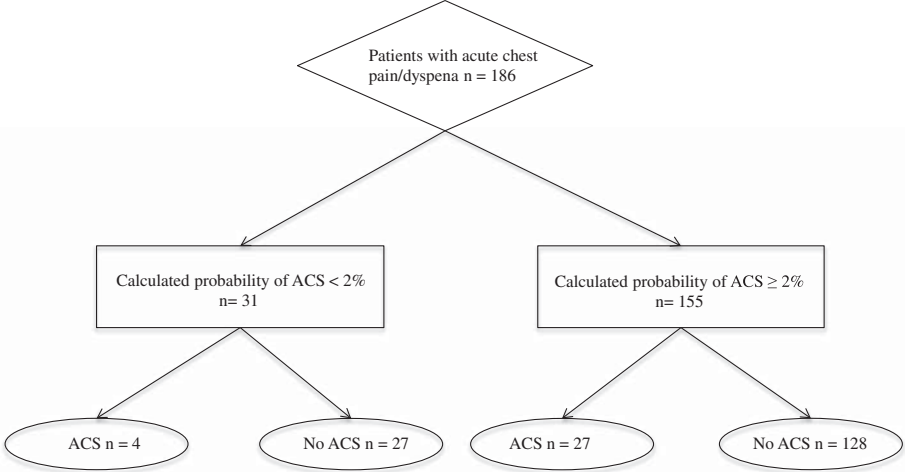 Patients with acute chest
pain/dyspena n = 186
Calculated probability of ACS < 2%
n= 31
Calculated probability of ACS ≥ 2%
n= 155
ACS n = 4
No ACS n = 27
ACS n = 27
No ACS n = 128